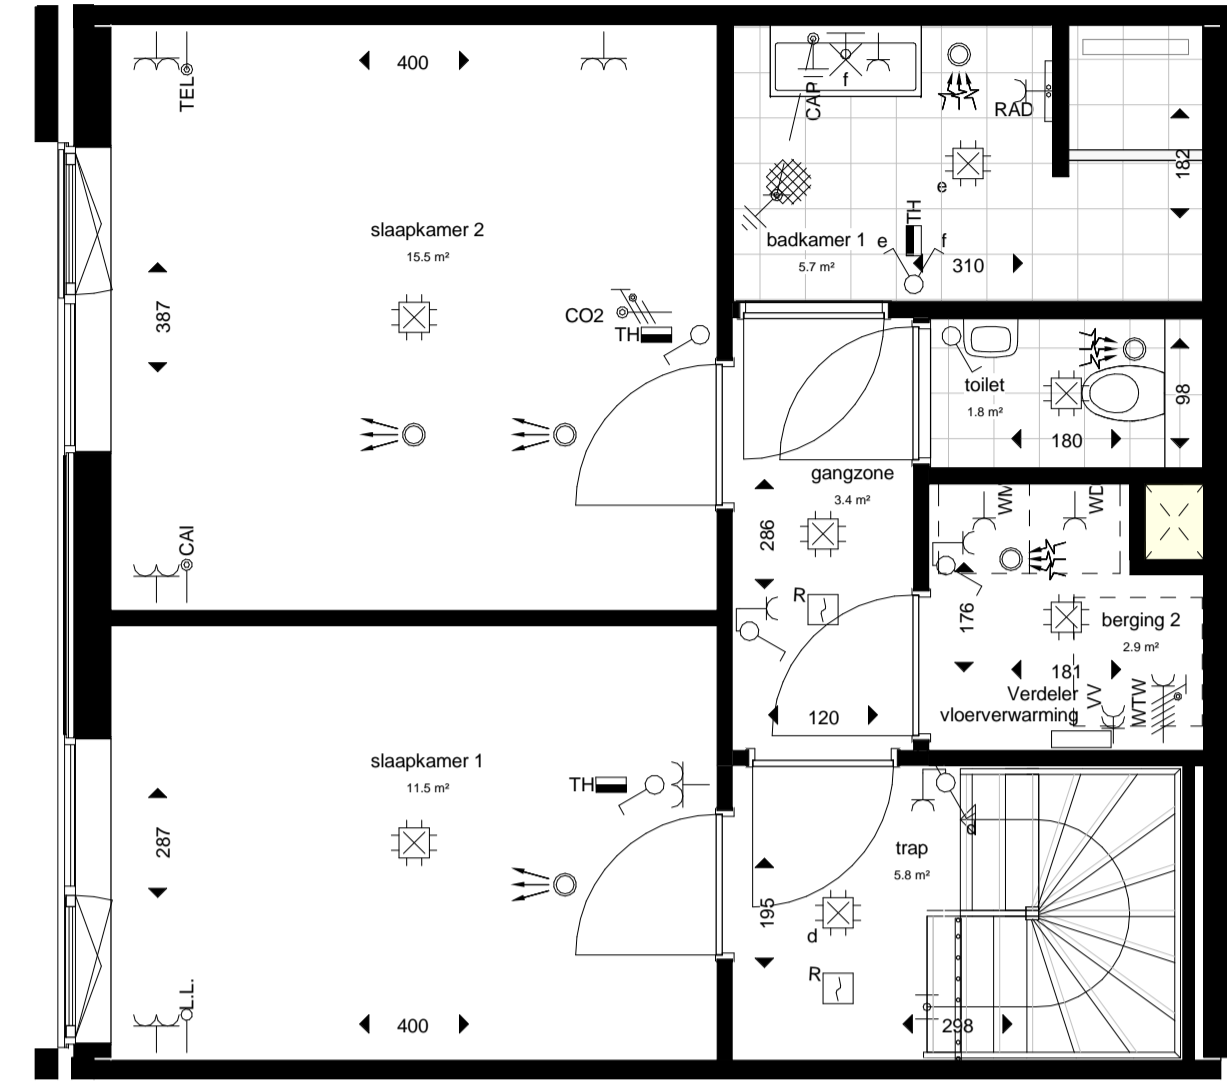 TEL
400
CAP
f
RAD
182
e
TH
slaapkamer 2
15.5 m²
badkamer 1
5.7 m²
e
f
310
387
CO2
TH
toilet
1.8 m²
98
180
gangzone
3.4 m²
286
WM
WD
CAI
R
176
berging 2
2.9 m²
181
Verdeler
vloerverwarming
VV
WTW
120
slaapkamer 1
11.5 m²
TH
287
trap
5.8 m²
d
195
d
R
L.L.
400
298